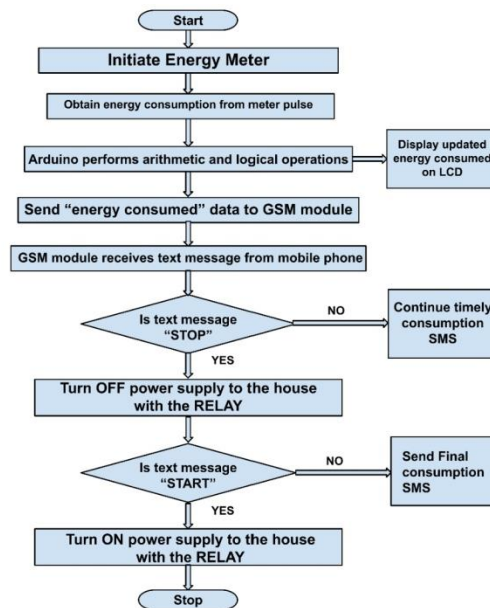 Start
Initiate Energy Meter
Obtain energy consumption from meter pulse
Arduino performs arithmetic and logical operations
Display updated
energy consumed
on LCD
Send “energy consumed” data to GSM module
GSM module receives text message from mobile phone
Is text message
“STOP”
NO
Continue timely
consumption
SMS
YES
Turn OFF power supply to the house
with the RELAY
Is text message
“START”
NO
Send Final
consumption
SMS
YES
Turn ON power supply to the house
with the RELAY
Stop